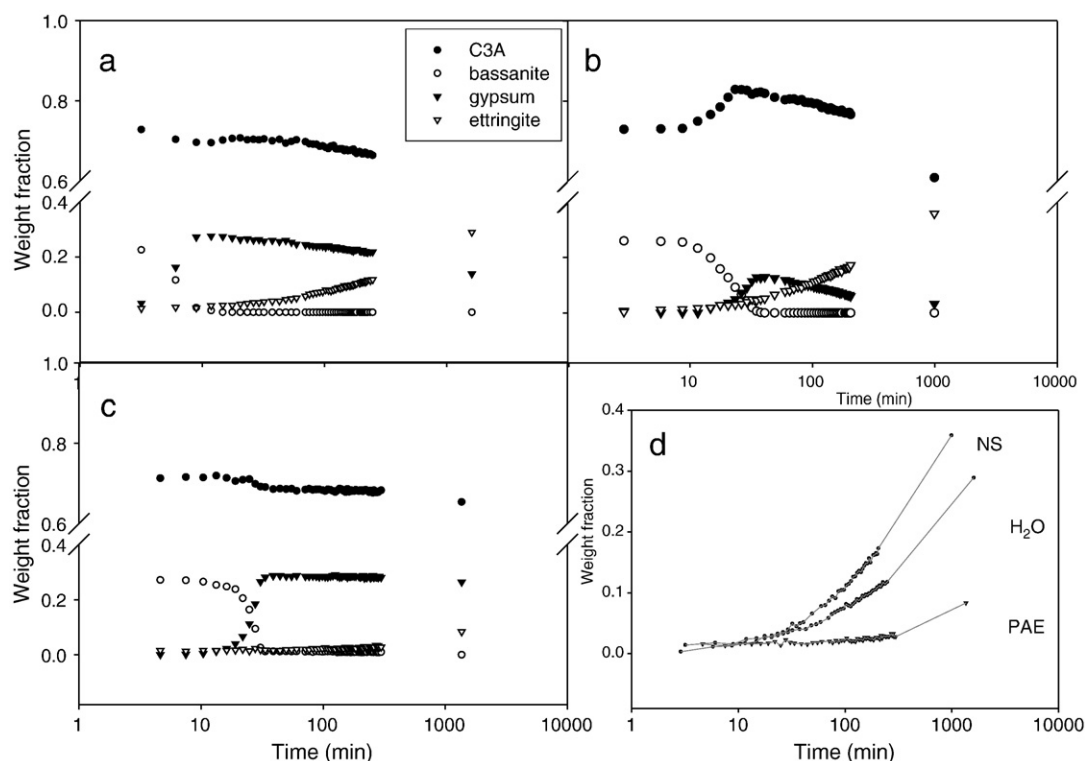 1.0
0.8
0.6
0.4
0.2
0.0
Weight fraction
a
C3A
bassanite
gypsum
ettringite
b
10
100
1000
10000
Time (min)
1.0
0.8
0.6
0.4
0.2
0.0
Weight fraction
c
1
10
100
1000
10000
Time (min)
0.4
0.3
0.2
0.1
0.0
Weight fraction
d
NS
H2O
PAE
1
10
100
1000
10000
Time (min)